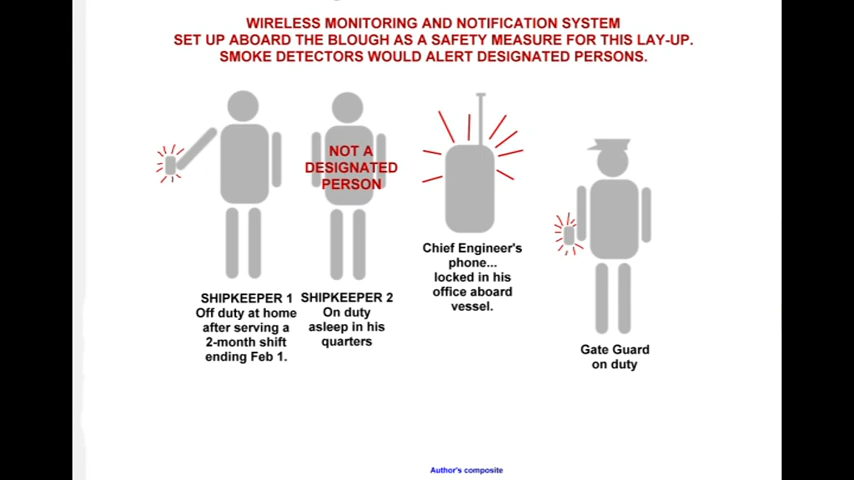 WIRELESS MONITORING AND NOTIFICATION SYSTEM
SET UP ABOARD THE BLOUGH AS A SAFETY MEASURE FOR THIS LAY-UP.
SMOKE DETECTORS WOULD ALERT DESIGNATED PERSONS.
NOT A
DESIGNATED
PERSON
SHIPKEEPER 1
Off duty at home
after serving a
2-month shift
ending Feb 1.
SHIPKEEPER 2
On duty
asleep in his
quarters
Chief Engineer's
phone...
locked in his
office aboard
vessel.
Gate Guard
on duty
Author's composite